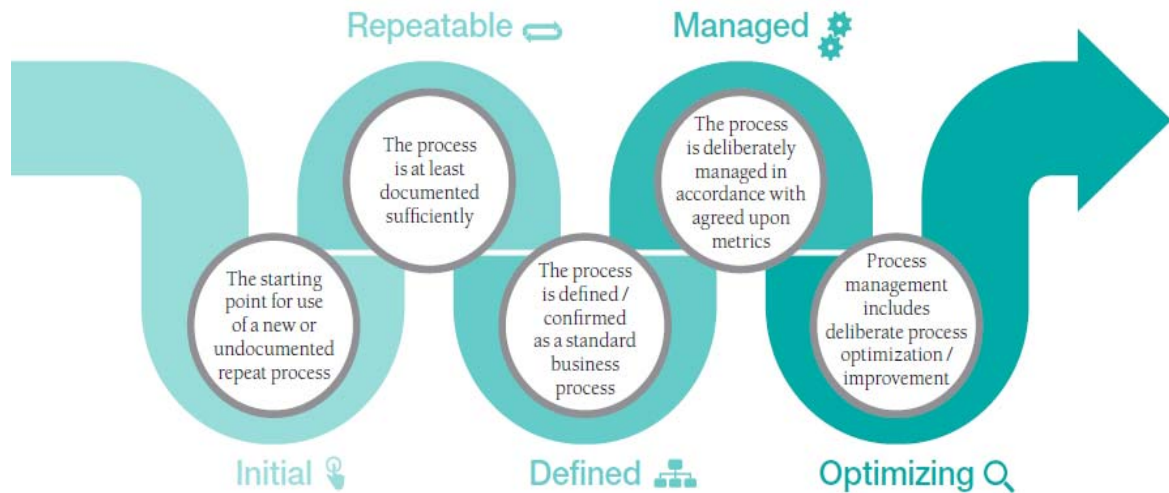 Repeatable
Managed
The process
is at least
documented
sufficiently
The process
is deliberately
managed in
accordance with
agreed upon
metrics
The starting
point for use
of a new or
undocumented
repeat process
The process
is defined /
confirmed
as a standard
business
process
Process
management
includes
deliberate process
optimization /
improvement
Initial
Defined
Optimizing